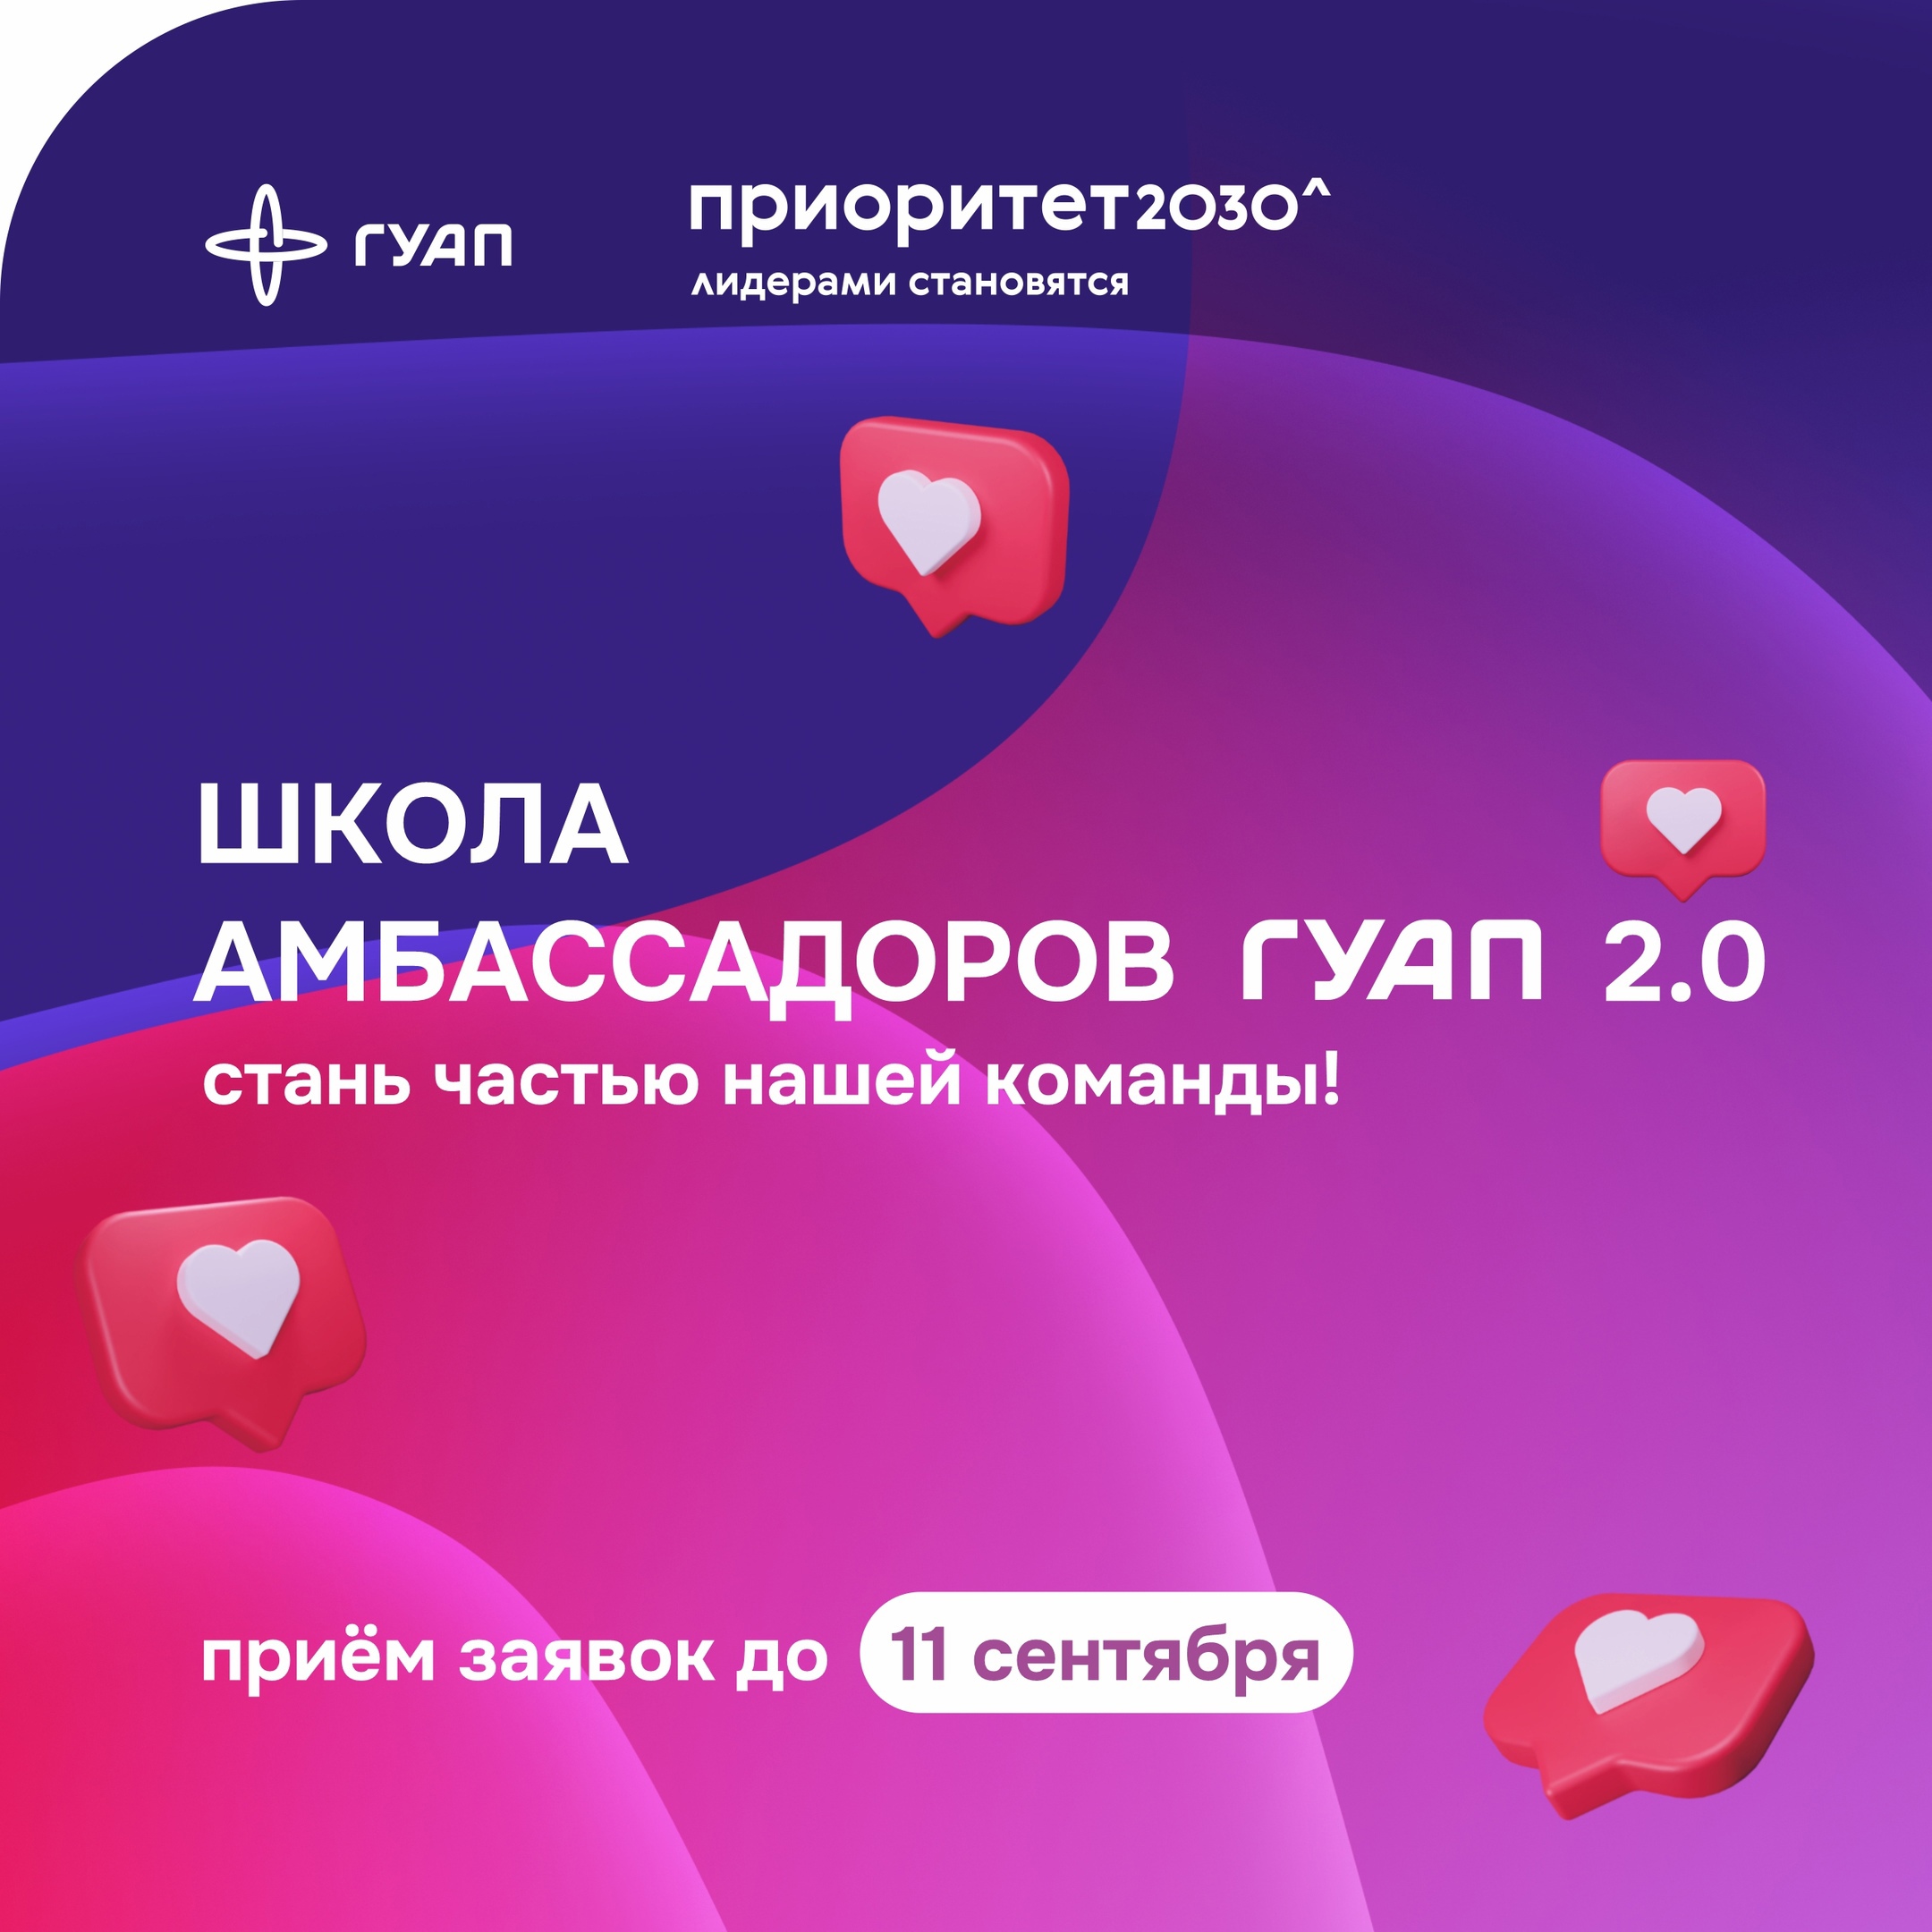 ГУАП
приоритет2030^
лидерами становятся
ШКОЛА
АМБАССАДОРОВ ГУАП 2.0
стань частью нашей команды!
приём заявок до 11 сентября